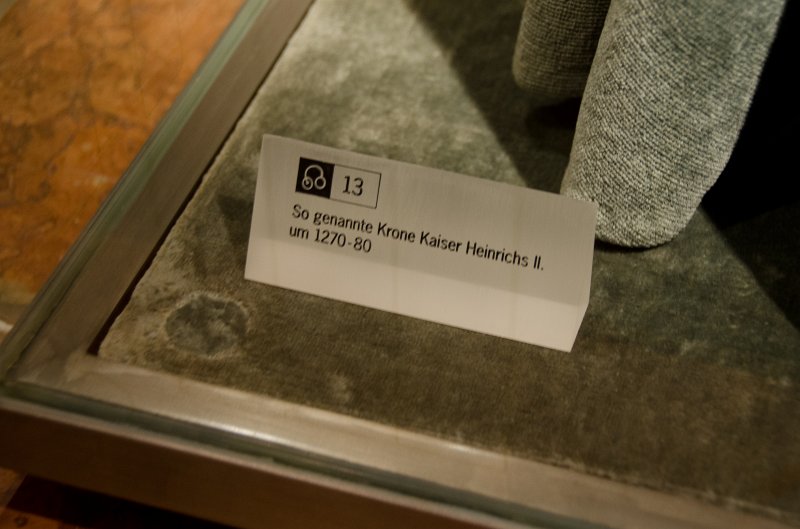 13
So genannte Krone Kaiser Heinrichs II.
um 1270-80